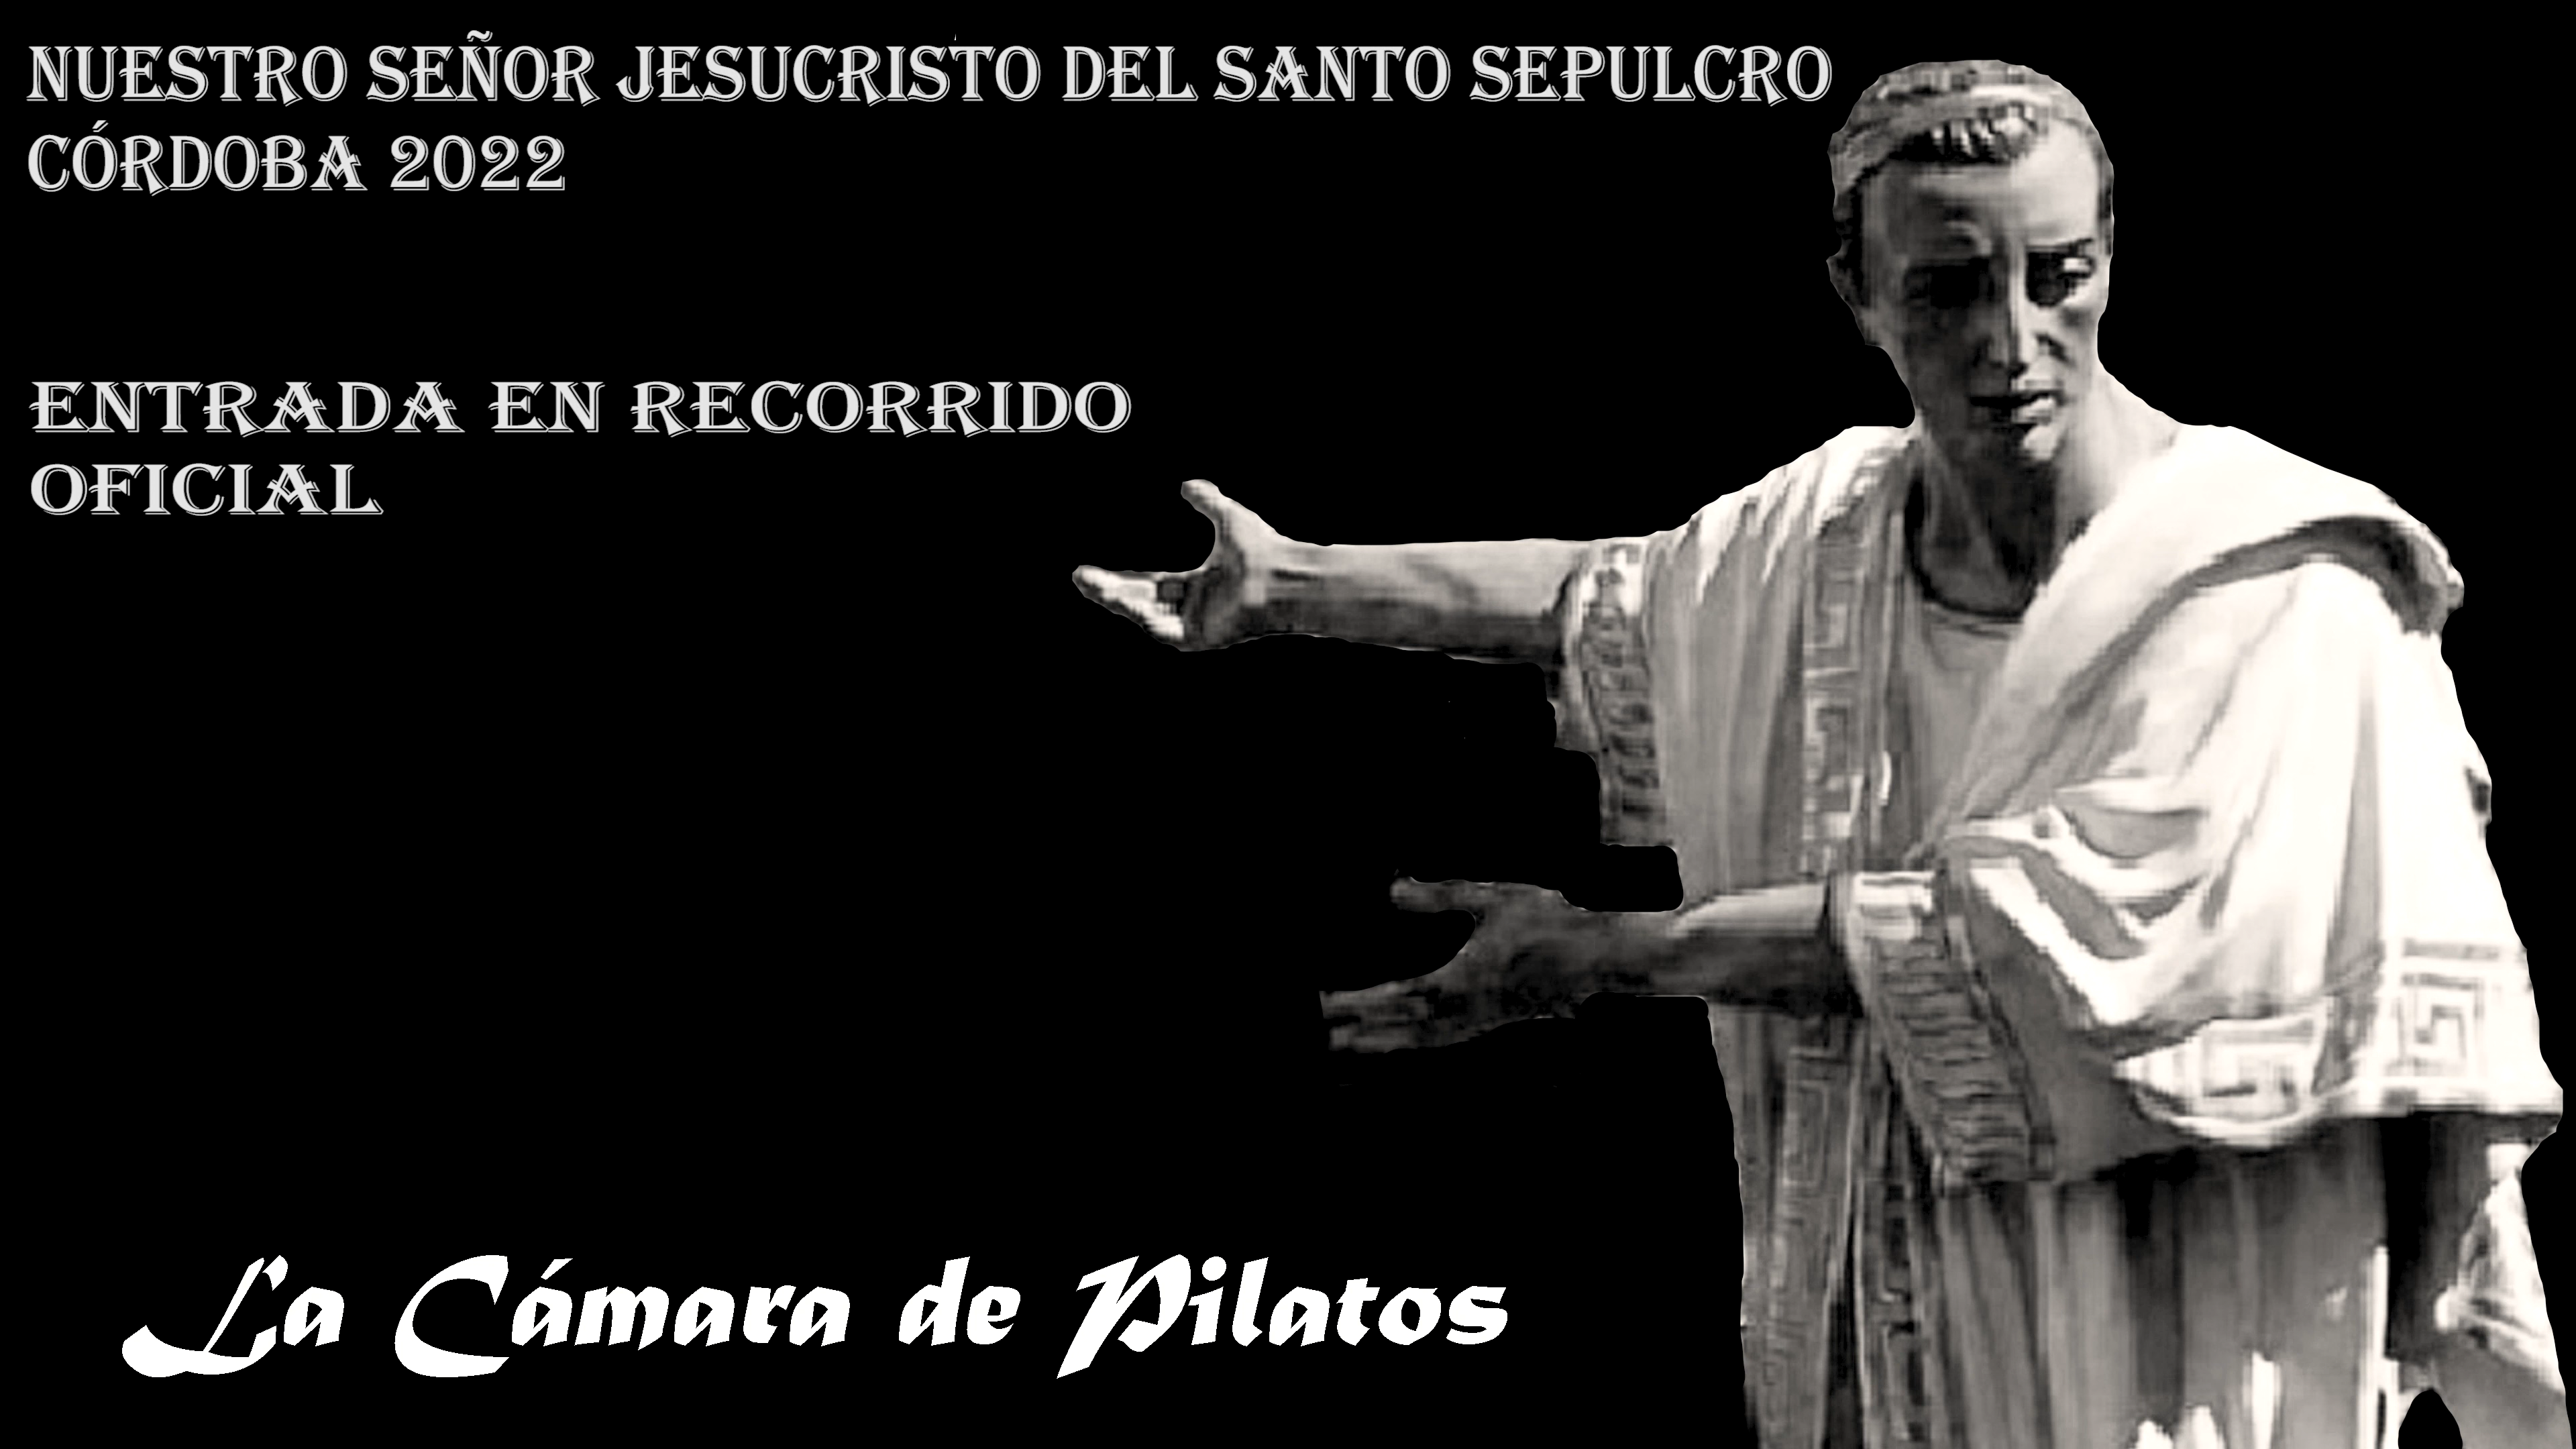 NUESTRO SEÑOR JESUCRISTO DEL SANTO SEPULCRO
CÓRDOBA 2022
ENTRADA EN RECORRIDO
OFICIAL
La Cámara de Pilatos